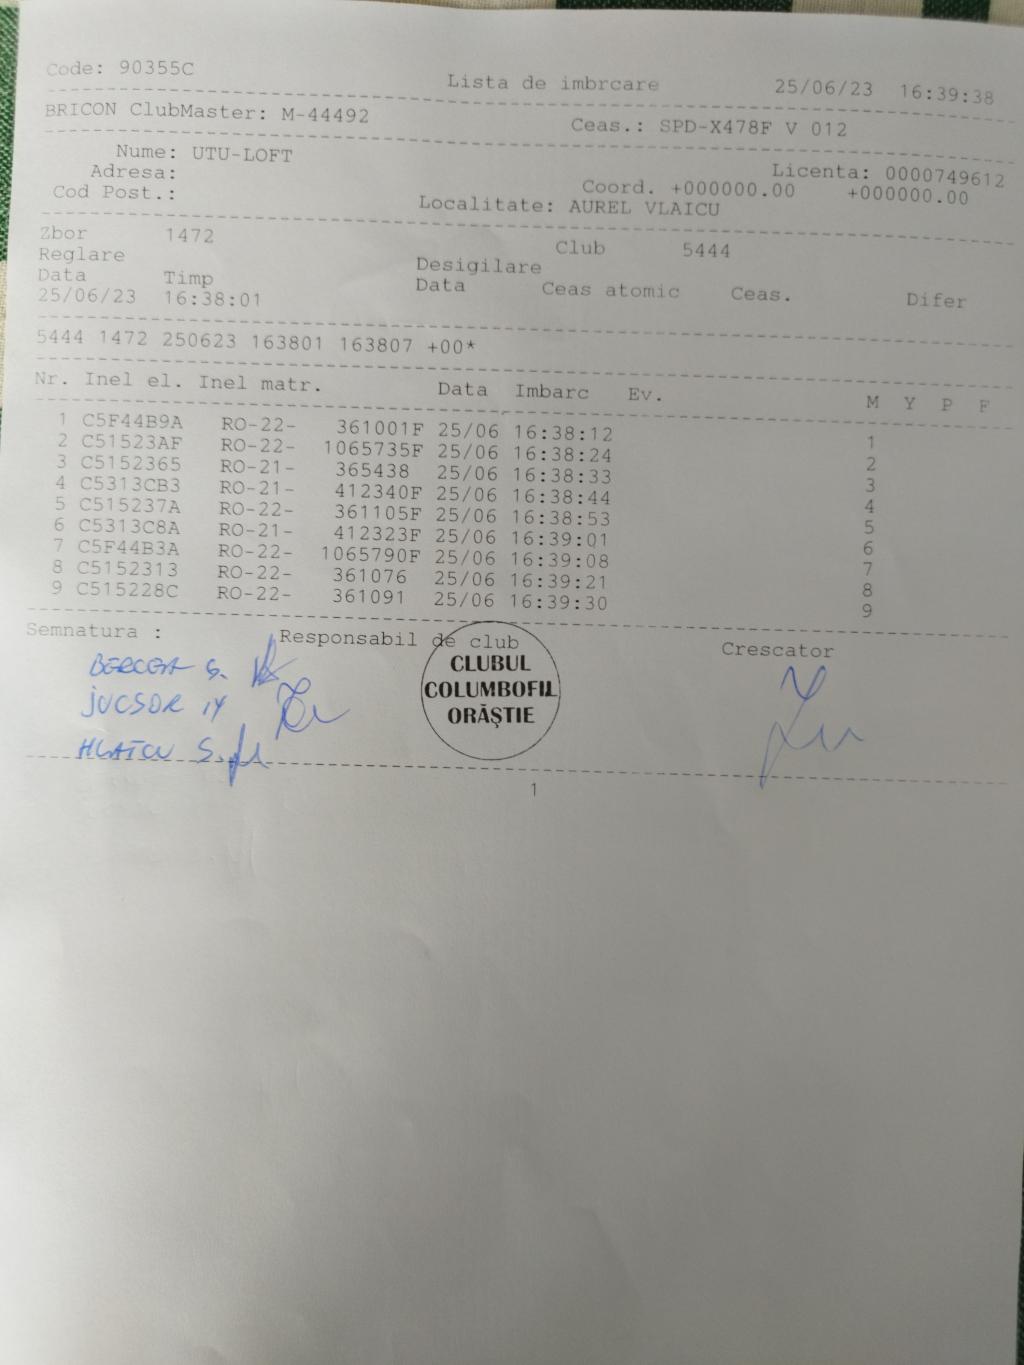 Code: 90355C Lista de imbrcare 25/06/23 16:39:38
BRICON ClubMaster: M-44492 Ceas.: SPD-X478F V 012
Nume: UTU-LOFT Licenta: 0000749612
Adresa: Coord. +000000.00 +000000.00
Cod Post.: Localitate: AUREL VLAICU
Zbor 1472 Club 5444
Reglare Desigilare
Data Timp Data Ceas atomic Ceas. Difer
25/06/23 16:38:01
5444 1472 250623 163801 163807 +00*
Nr. Inel el. Inel matr. Data Imbarc Ev. M Y P F
1 C5F44B9A RO-22- 361001F 25/06 16:38:12 1
2 C51523AF RO-22- 1065735F 25/06 16:38:24 2
3 C5152365 RO-21- 365438 25/06 16:38:33 3
4 C5313CB3 RO-21- 412340F 25/06 16:38:44 4
5 C515237A RO-22- 361105F 25/06 16:38:53 5
6 C5313C8A RO-21- 412323F 25/06 16:39:01 6
7 C5F44B3A RO-22- 1065790F 25/06 16:39:08 7
8 C5152313 RO-22- 361076 25/06 16:39:21 8
9 C515228C RO-22- 361091 25/06 16:39:30 9
Semnatura : Responsabil de club Crescator
CLUBUL
COLUMBOFIL
ORĂȘTIE
BERCEA S.
JUCSOR
S.
1